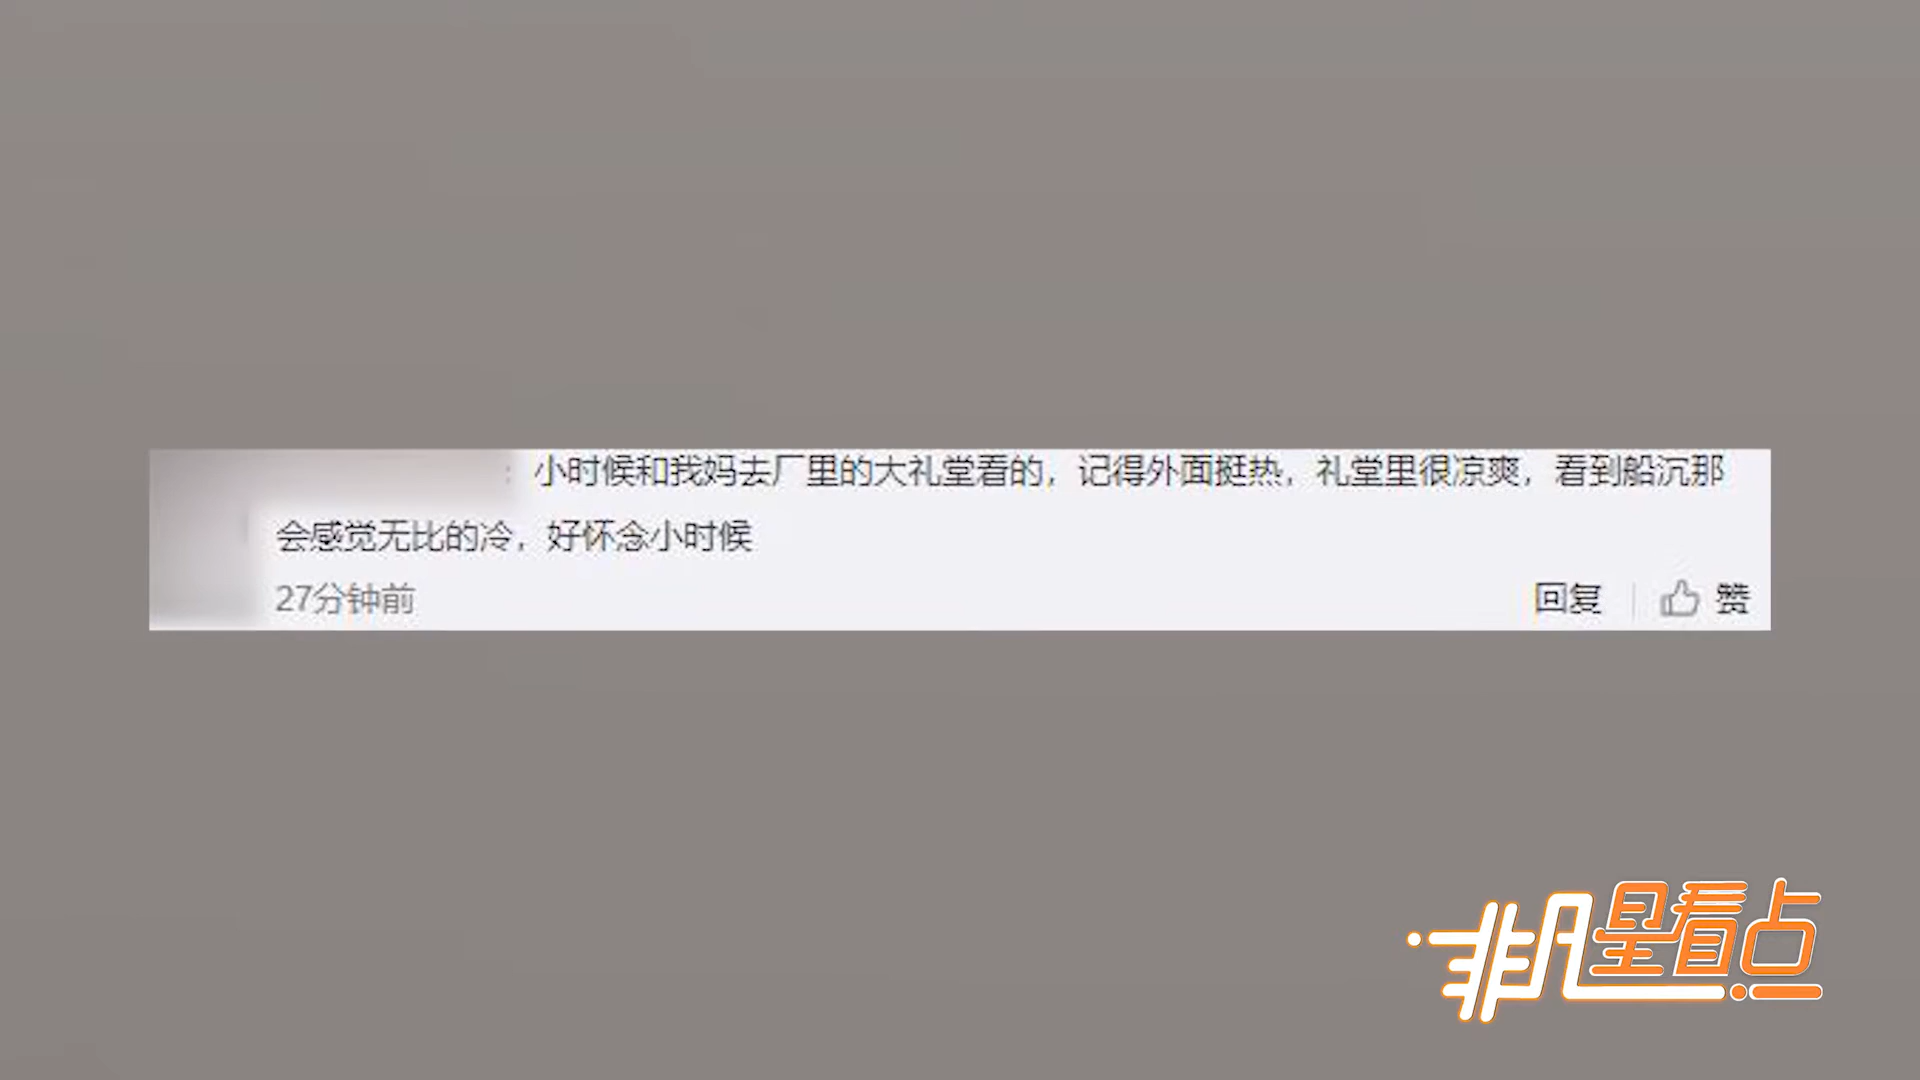 ：小时候和我妈去厂里的大礼堂看的，记得外面挺热，礼堂里很凉爽，看到船沉那
会感觉无比的冷，好怀念小时候
27分钟前
回复
赞
非凡星看点